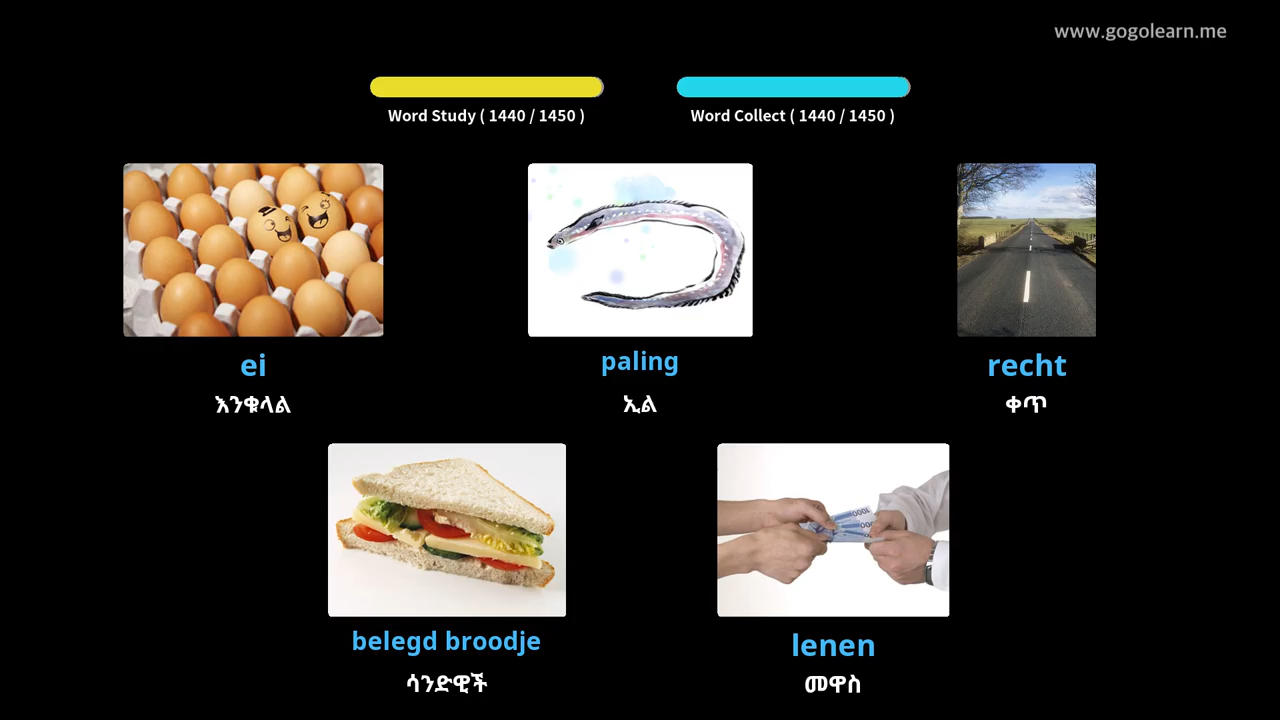 www.gogolearn.me
Word Study ( 1440 / 1450 )
Word Collect ( 1440 / 1450 )
ei
paling
recht
እንቁላል
ኢል
ቀጥ
belegd broodje
lenen
ሳንድዊች
መዋስ